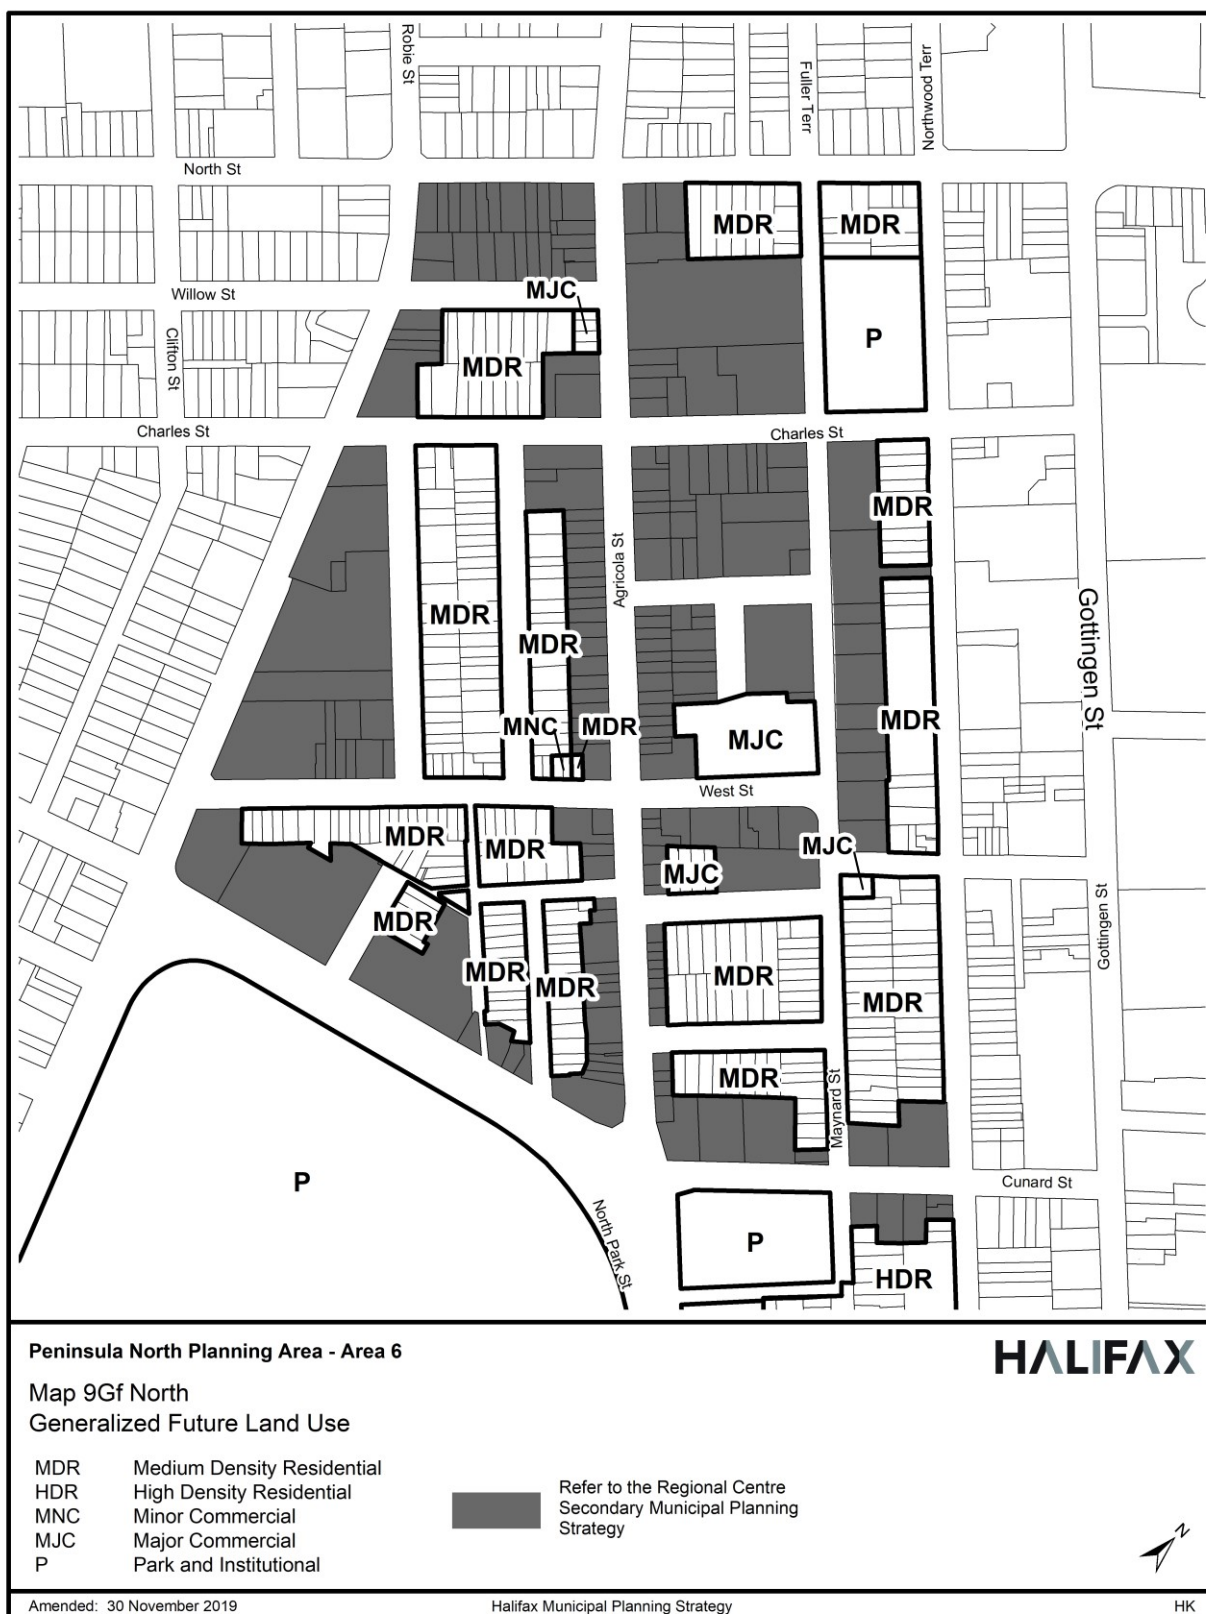 Robie St
Fuller Terr
Northwood Terr
North St
MDR
MDR
Willow St
MJC
Clifton St
MDR
P
Charles St
Charles St
MDR
Agricola St
MDR
MDR
Gottingen St
MNC
MDR
MJC
MDR
West St
MDR
MDR
MJC
MJC
MDR
Gottingen St
MDR
MDR
MDR
MDR
MDR
Maynard St
P
Cunard St
North Park St
P
HDR
Peninsula North Planning Area - Area 6
HALIFAX
Map 9Gf North
Generalized Future Land Use
MDR Medium Density Residential
HDR High Density Residential
MNC Minor Commercial
MJC Major Commercial
P Park and Institutional
Refer to the Regional Centre
Secondary Municipal Planning
Strategy
N
Amended: 30 November 2019
Halifax Municipal Planning Strategy
HK